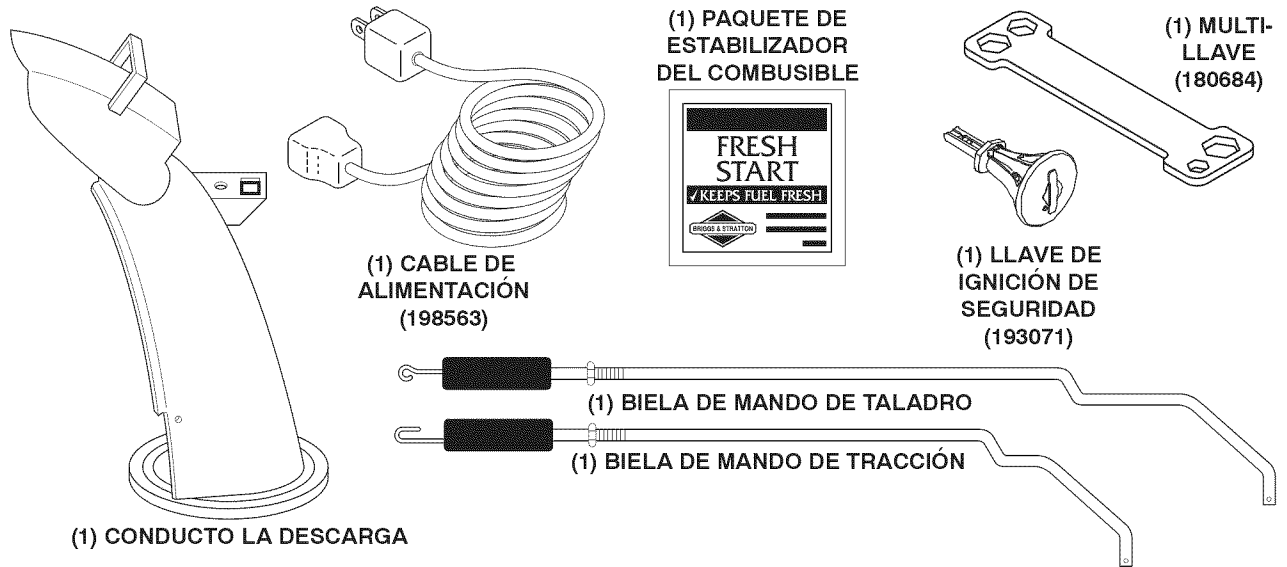 (1) PAQUETE DE
ESTABILIZADOR
DEL COMBUSIBLE
FRESH
START
✓KEEPS FUEL FRESH
BRIGGS & STRATTON
(1) MULTI-
LLAVE
(180684)
(1) CABLE DE
ALIMENTACIÓN
(198563)
(1) LLAVE DE
IGNICIÓN DE
SEGURIDAD
(193071)
(1) BIELA DE MANDO DE TALADRO
(1) BIELA DE MANDO DE TRACCIÓN
(1) CONDUCTO LA DESCARGA